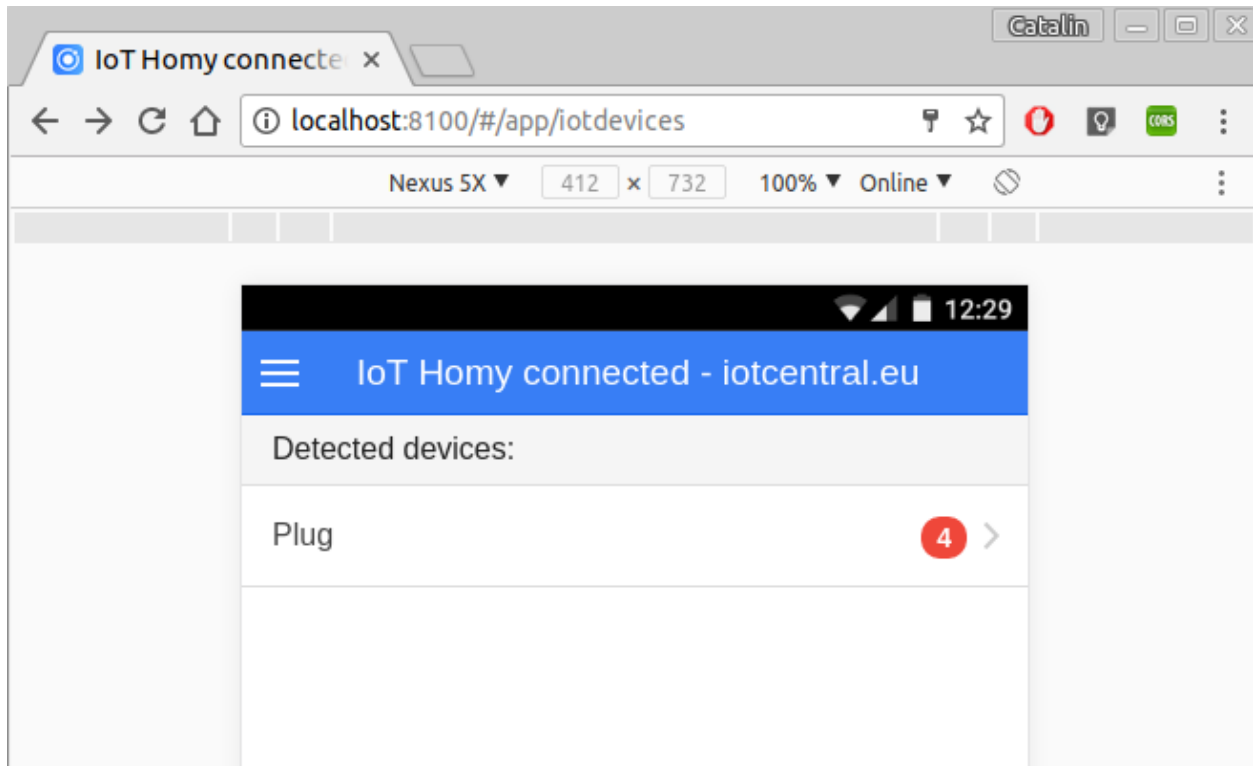 Catalin
IoT Homy connecte
localhost:8100/#/app/iotdevices
CORS
Nexus 5X ▼ 412 × 732 100% ▼ Online ▼
12:29
IoT Homy connected - iotcentral.eu
Detected devices:
Plug 4